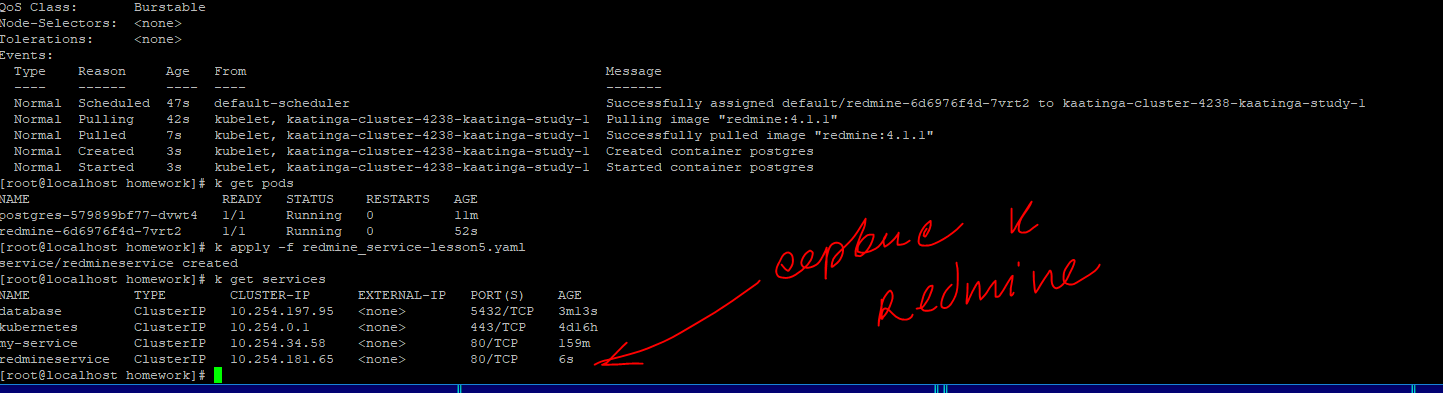 QoS Class:       Burstable
Node-Selectors:  <none>
Tolerations:     <none>
Events:
  Type    Reason     Age   From                                             Message
  ----    ------     ----  ----                                             -------
  Normal  Scheduled  47s   default-scheduler                                Successfully assigned default/redmine-6d6976f4d-7vrt2 to kaatinga-cluster-4238-kaatinga-study-1
  Normal  Pulling    42s   kubelet, kaatinga-cluster-4238-kaatinga-study-1  Pulling image "redmine:4.1.1"
  Normal  Pulled     7s    kubelet, kaatinga-cluster-4238-kaatinga-study-1  Successfully pulled image "redmine:4.1.1"
  Normal  Created    3s    kubelet, kaatinga-cluster-4238-kaatinga-study-1  Created container postgres
  Normal  Started    3s    kubelet, kaatinga-cluster-4238-kaatinga-study-1  Started container postgres
[root@localhost homework]# k get pods
NAME                        READY   STATUS    RESTARTS   AGE
postgres-579899bf77-dvwt4   1/1     Running   0          11m
redmine-6d6976f4d-7vrt2     1/1     Running   0          52s
[root@localhost homework]# k apply -f redmine_service-lesson5.yaml
service/redmineservice created
[root@localhost homework]# k get services
NAME             TYPE        CLUSTER-IP      EXTERNAL-IP   PORT(S)    AGE
database         ClusterIP   10.254.197.95   <none>        5432/TCP   3m13s
kubernetes       ClusterIP   10.254.0.1      <none>        443/TCP    4d16h
my-service       ClusterIP   10.254.34.58    <none>        80/TCP     159m
redmineservice   ClusterIP   10.254.181.65   <none>        80/TCP     6s
[root@localhost homework]#
сервис к
Redmine